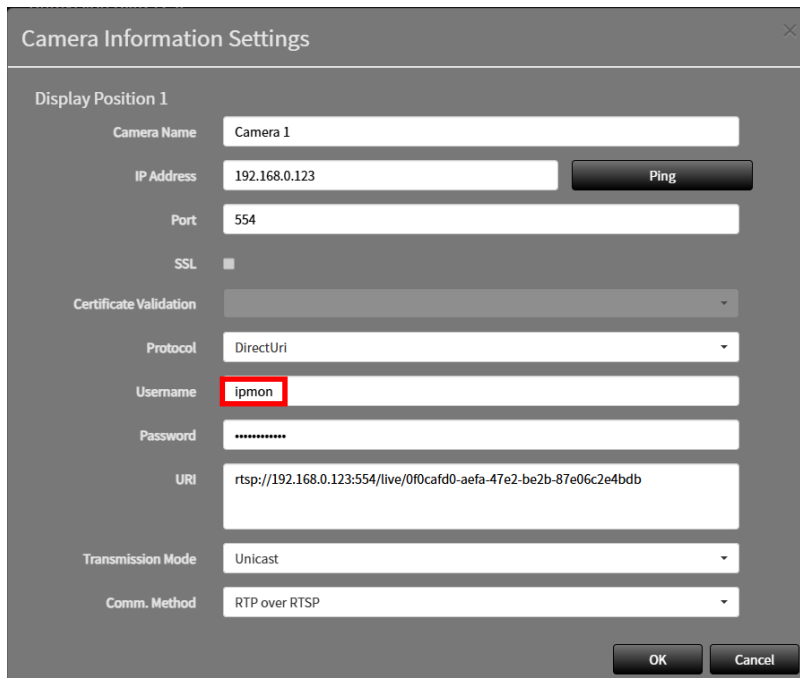 Camera Information Settings
Display Position 1
Camera Name Camera 1
IP Address 192.168.0.123 Ping
Port 554
SSL
Certificate Validation
Protocol DirectUri
Username ipmon
Password ••••••••••••
URI rtsp://192.168.0.123:554/live/0f0cafd0-aefa-47e2-be2b-87e06c2e4bdb
Transmission Mode Unicast
Comm. Method RTP over RTSP
OK Cancel